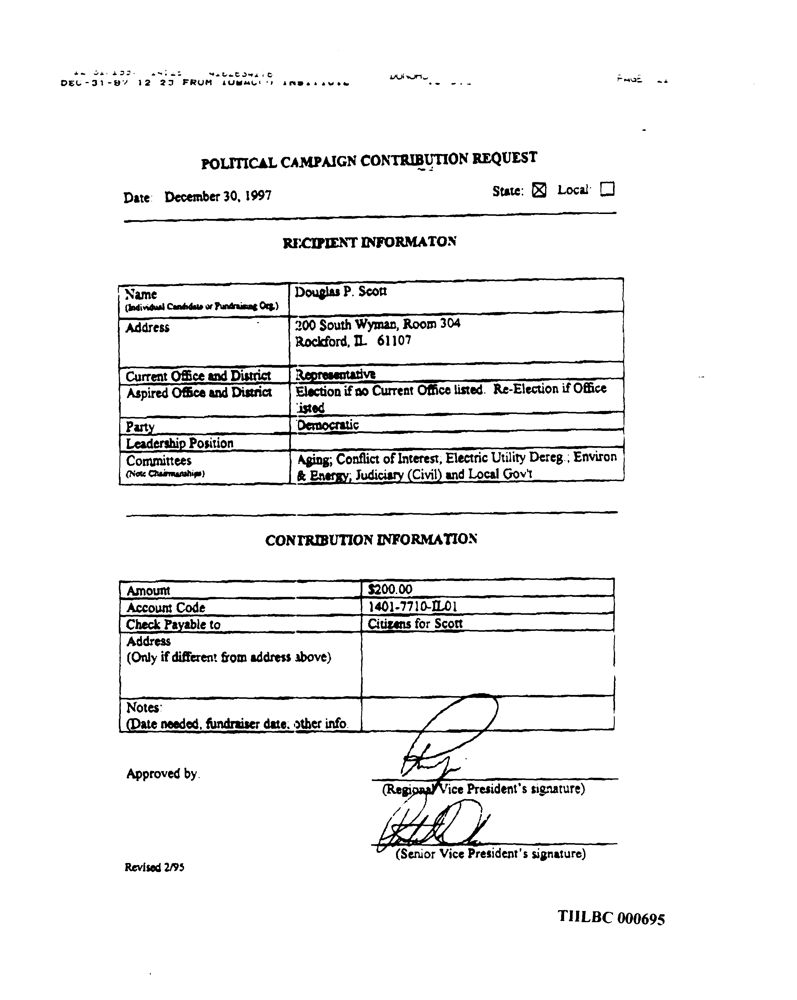 DEC-31-97 12 23 FROM TOBACCO INSTITUTE
PAGE
POLITICAL CAMPAIGN CONTRIBUTION REQUEST
Date: December 30, 1997 State: ☒ Local ☐
RECIPIENT INFORMATON
Name Douglas P. Scott
(Individual Candidate or Fundraising Org.)
Address 200 South Wyman, Room 304
Rockford, IL 61107
Current Office and District Representative
Aspired Office and District Election if no Current Office listed. Re-Election if Office
listed
Party Democratic
Leadership Position
Committees Aging; Conflict of Interest, Electric Utility Dereg.; Environ
(Note Chairmanships) & Energy; Judiciary (Civil) and Local Gov't
CONTRIBUTION INFORMATION
Amount $200.00
Account Code 1401-7710-IL01
Check Payable to Citizens for Scott
Address
(Only if different from address above)
Notes:
(Date needed, fundraiser date, other info
Approved by.
(Regional Vice President's signature)
(Senior Vice President's signature)
Revised 2/95
TIILBC 000695